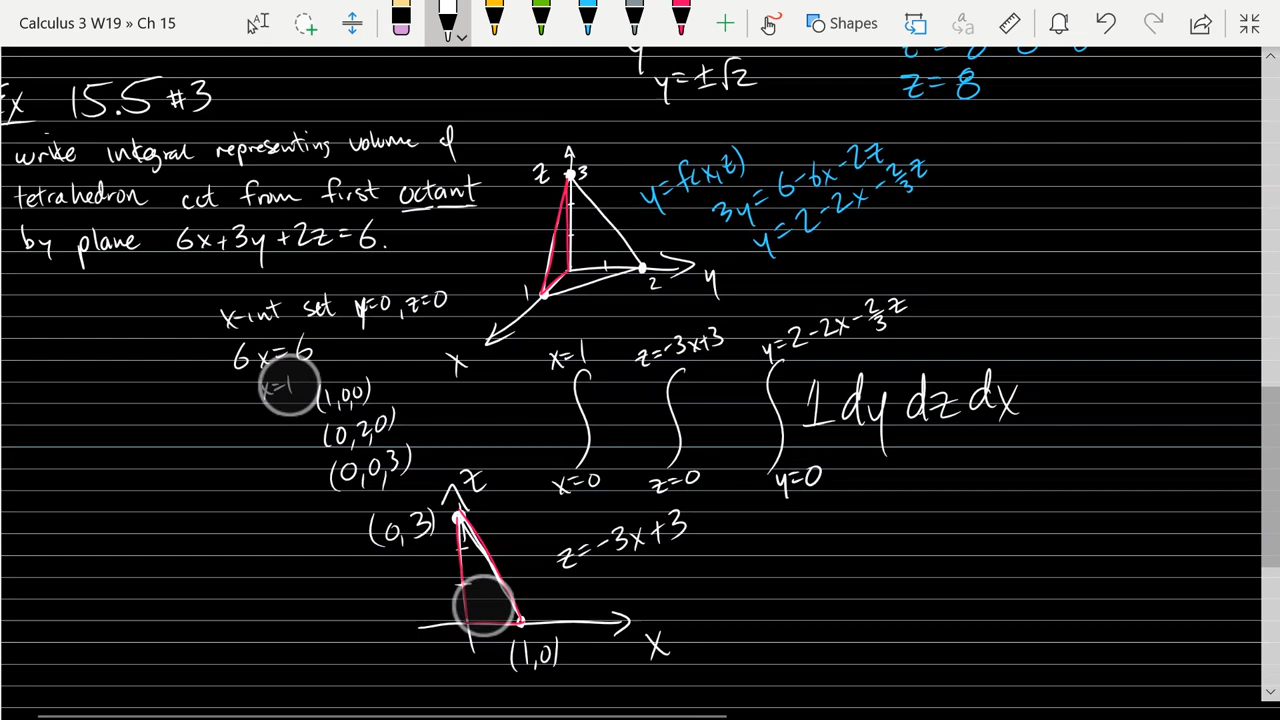 Calculus 3 W19 » Ch 15
Shapes
y=±√2
z=8
Ex 15.5 #3
write integral representing volume of
tetrahedron cut from first octant
by plane 6x+3y+2z=6.
z
3
1
2
y
x
y=f(x,z)
3y=6-6x-2z
y=2-2x-2/3z
x-int set y=0, z=0
6x=6
x=1
(1,0,0)
(0,2,0)
(0,0,3)
x=1 z=-3x+3 y=2-2x-2/3z
∫ ∫ ∫ 1 dy dz dx
x=0 z=0 y=0
z
(0,3)
z=-3x+3
(1,0)
x